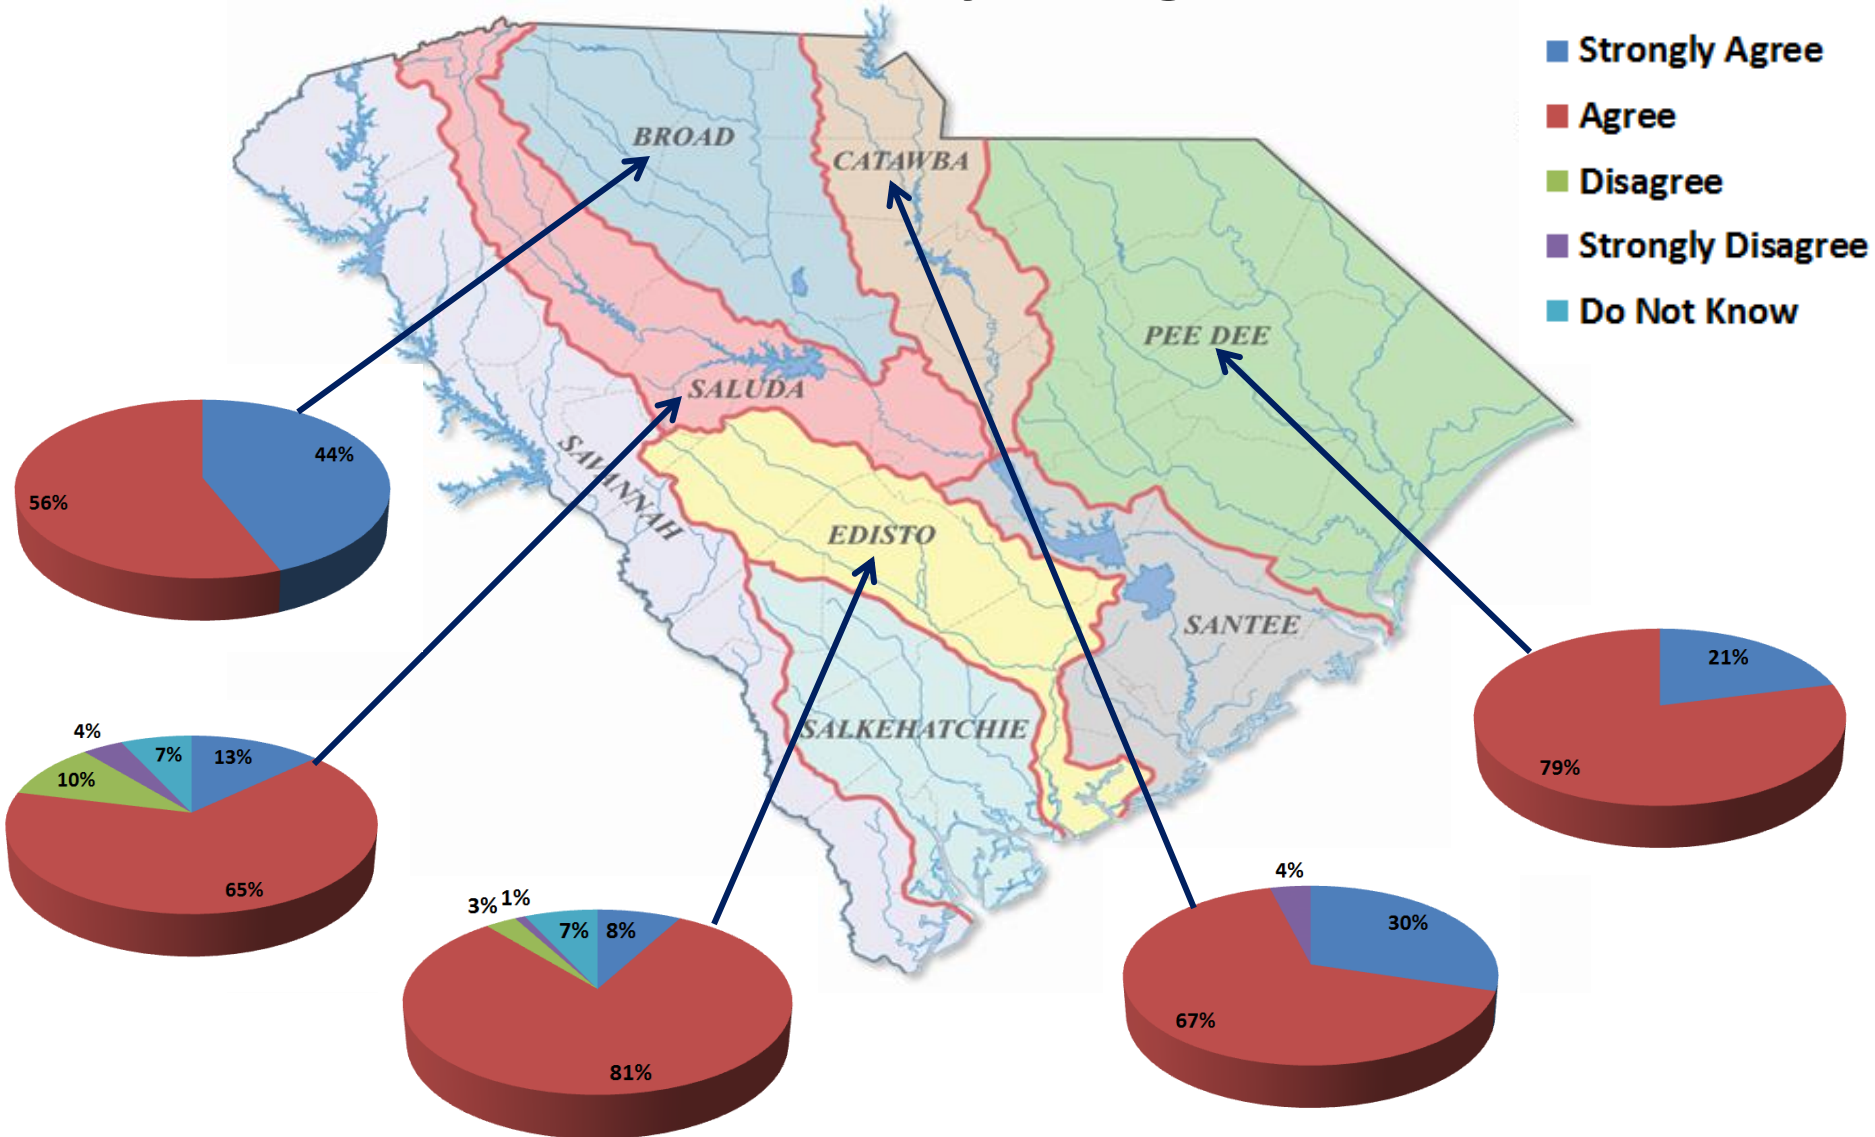 Strongly Agree
Agree
Disagree
Strongly Disagree
Do Not Know
BROAD
CATAWBA
PEE DEE
SALUDA
SAVANNAH
EDISTO
SANTEE
SALKEHATCHIE
44%
56%
21%
79%
4%
7%
13%
10%
65%
3%
1%
7%
8%
81%
4%
30%
67%